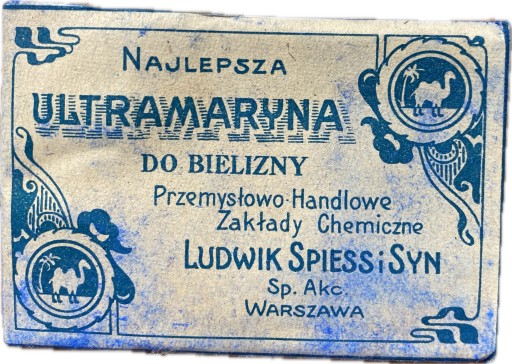 NAJLEPSZA
ULTRAMARYNA
DO BIELIZNY
Przemysłowo-Handlowe
Zakłady Chemiczne
LUDWIK SPIESS i SYN
Sp. Akc.
WARSZAWA